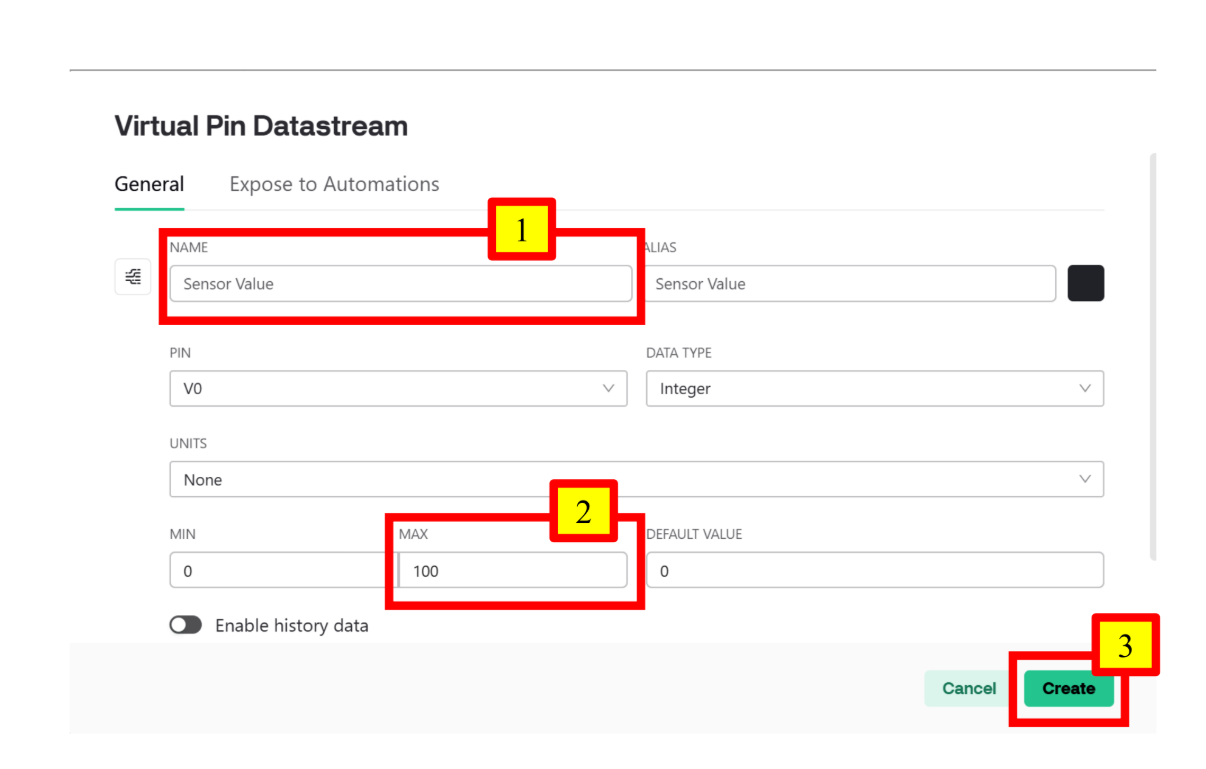 Virtual Pin Datastream
General Expose to Automations
1
NAME ALIAS
Sensor Value Sensor Value
PIN DATA TYPE
V0 Integer
UNITS
None
2
MIN MAX DEFAULT VALUE
0 100 0
Enable history data
3
Cancel Create